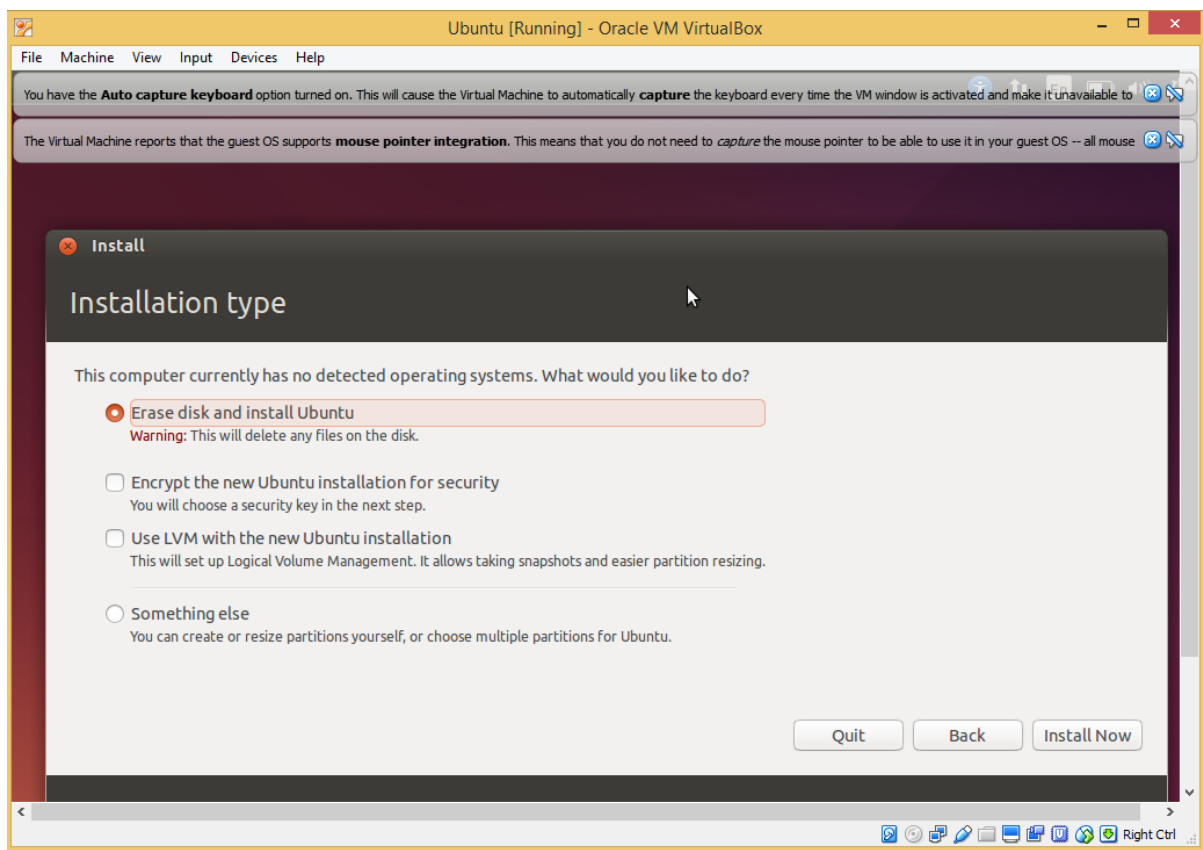 Ubuntu [Running] - Oracle VM VirtualBox
File Machine View Input Devices Help
You have the Auto capture keyboard option turned on. This will cause the Virtual Machine to automatically capture the keyboard every time the VM window is activated and make it unavailable to
The Virtual Machine reports that the guest OS supports mouse pointer integration. This means that you do not need to capture the mouse pointer to be able to use it in your guest OS -- all mouse
Install
Installation type
This computer currently has no detected operating systems. What would you like to do?
Erase disk and install Ubuntu
Warning: This will delete any files on the disk.
Encrypt the new Ubuntu installation for security
You will choose a security key in the next step.
Use LVM with the new Ubuntu installation
This will set up Logical Volume Management. It allows taking snapshots and easier partition resizing.
Something else
You can create or resize partitions yourself, or choose multiple partitions for Ubuntu.
Quit Back Install Now
Right Ctrl